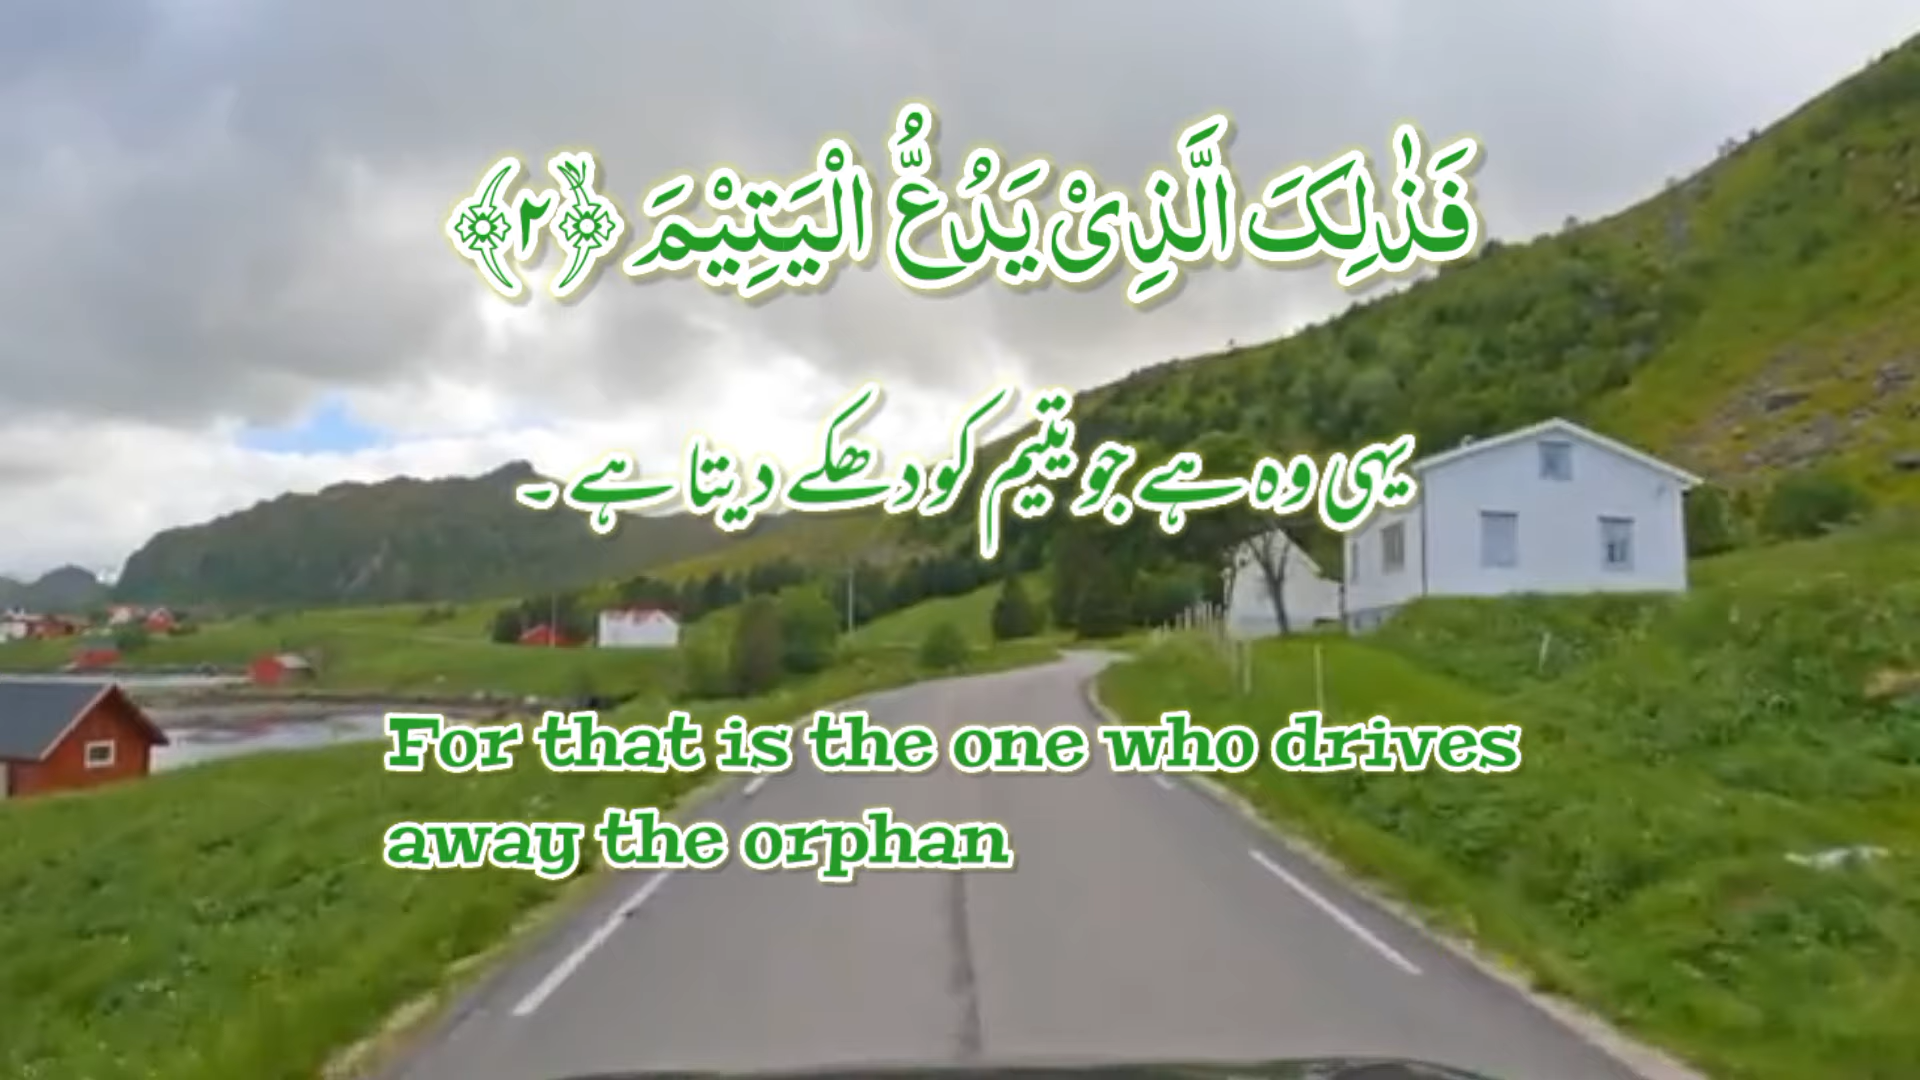 فَذٰلِكَ الَّذِیْ یَدُعُّ الْیَتِیْمَ ﴿ۙ۲﴾
یہی وہ ہے جو یتیم کو دھکے دیتا ہے ۔
For that is the one who drives
away the orphan